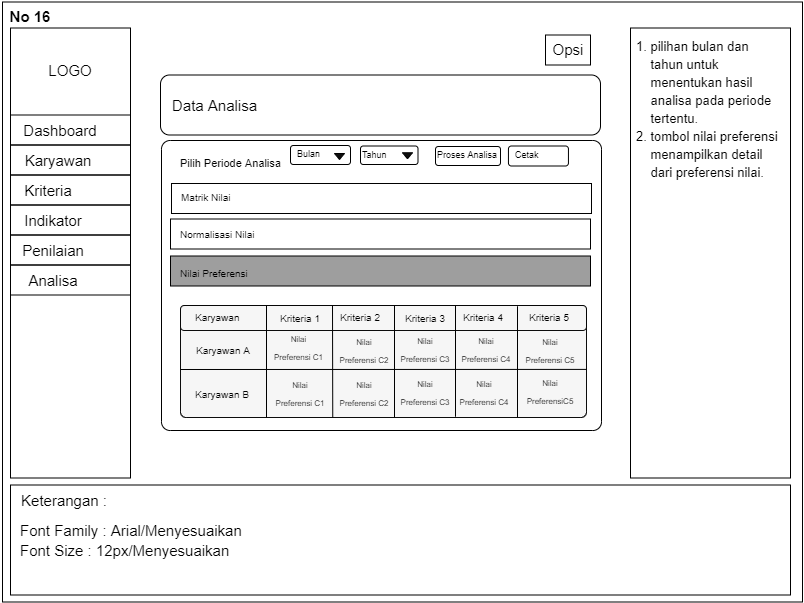 No 16
LOGO
Opsi
Dashboard
Karyawan
Kriteria
Indikator
Penilaian
Analisa
Data Analisa
Pilih Periode Analisa
Bulan
Tahun
Proses Analisa
Cetak
Matrik Nilai
Normalisasi Nilai
Nilai Preferensi
Karyawan Kriteria 1 Kriteria 2 Kriteria 3 Kriteria 4 Kriteria 5
Karyawan A
Nilai
Preferensi C1
Nilai
Preferensi C2
Nilai
Preferensi C3
Nilai
Preferensi C4
Nilai
Preferensi C5
Karyawan B
Nilai
Preferensi C1
Nilai
Preferensi C2
Nilai
Preferensi C3
Nilai
Preferensi C4
Nilai
PreferensiC5
1. pilihan bulan dan
tahun untuk
menentukan hasil
analisa pada periode
tertentu.
2. tombol nilai preferensi
menampilkan detail
dari preferensi nilai.
Keterangan :
Font Family : Arial/Menyesuaikan
Font Size : 12px/Menyesuaikan